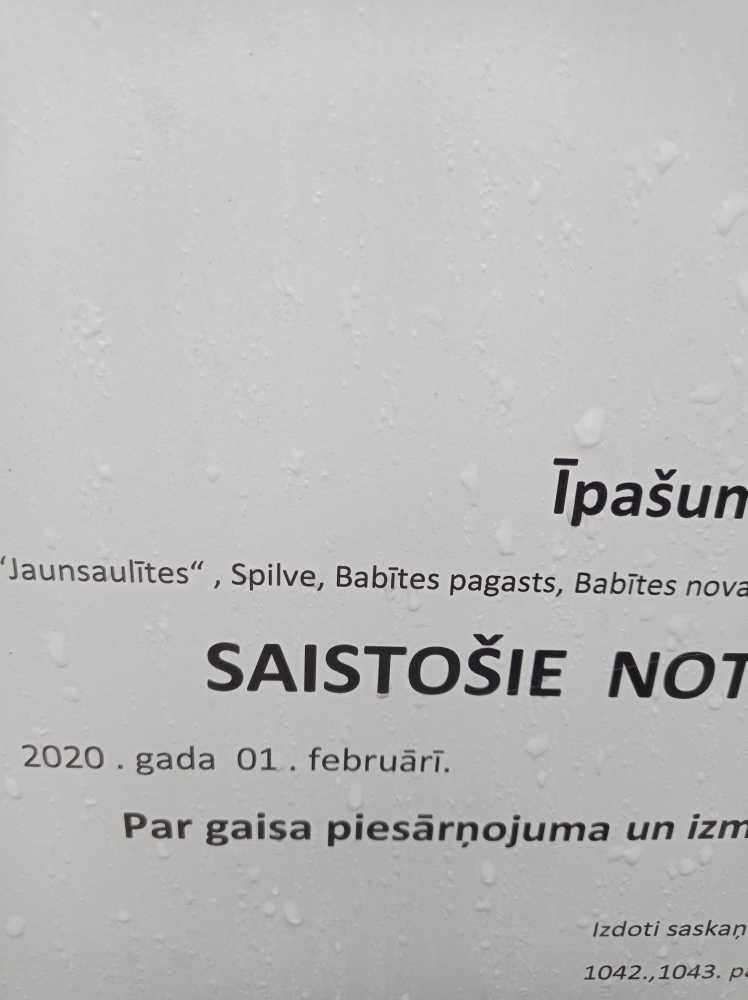 Īpašum
“Jaunsaulītes“ , Spilve, Babītes pagasts, Babītes nova
SAISTOŠIE NOT
2020 . gada 01 . februārī.
Par gaisa piesārņojuma un izm
Izdoti saskaņ
1042.,1043. pa